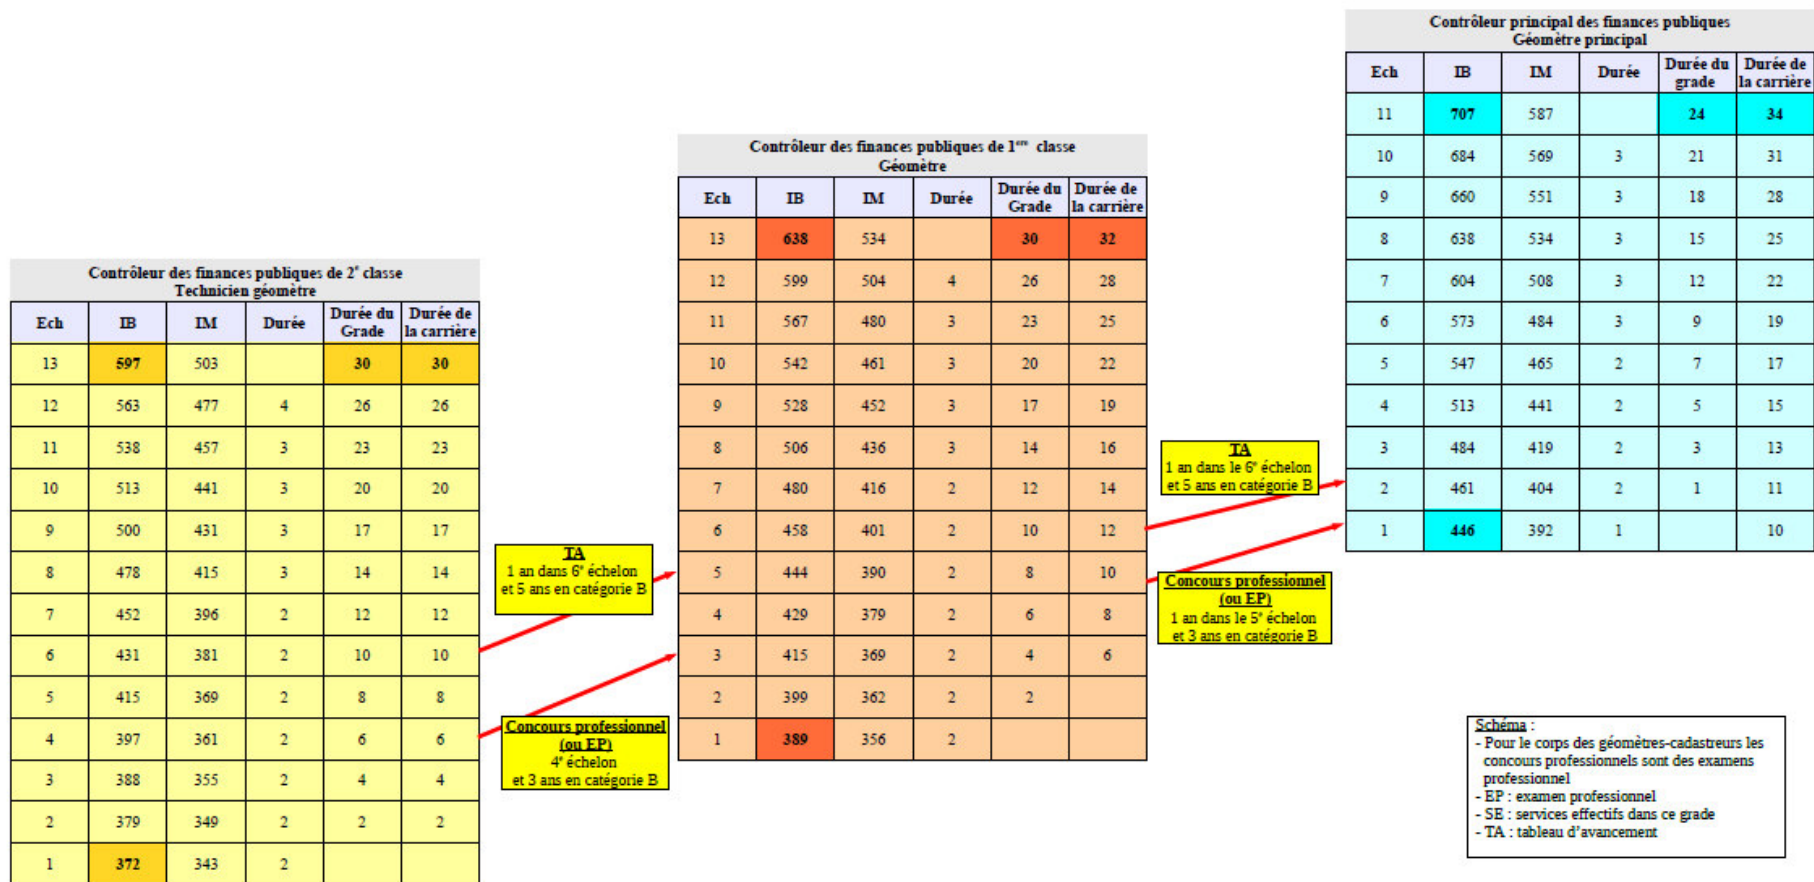 Contrôleur principal des finances publiques
Géomètre principal
Ech IB IM Durée Durée du grade Durée de la carrière
11 707 587 24 34
10 684 569 3 21 31
9 660 551 3 18 28
8 638 534 3 15 25
7 604 508 3 12 22
6 573 484 3 9 19
5 547 465 2 7 17
4 513 441 2 5 15
3 484 419 2 3 13
2 461 404 2 1 11
1 446 392 1 10
Contrôleur des finances publiques de 1ère classe
Géomètre
Ech IB IM Durée Durée du Grade Durée de la carrière
13 638 534 30 32
12 599 504 4 26 28
11 567 480 3 23 25
10 542 461 3 20 22
9 528 452 3 17 19
8 506 436 3 14 16
7 480 416 2 12 14
6 458 401 2 10 12
5 444 390 2 8 10
4 429 379 2 6 8
3 415 369 2 4 6
2 399 362 2 2
1 389 356 2
Contrôleur des finances publiques de 2e classe
Technicien géomètre
Ech IB IM Durée Durée du Grade Durée de la carrière
13 597 503 30 30
12 563 477 4 26 26
11 538 457 3 23 23
10 513 441 3 20 20
9 500 431 3 17 17
8 478 415 3 14 14
7 452 396 2 12 12
6 431 381 2 10 10
5 415 369 2 8 8
4 397 361 2 6 6
3 388 355 2 4 4
2 379 349 2 2 2
1 372 343 2
TA
1 an dans 6e échelon
et 5 ans en catégorie B
Concours professionnel
(ou EP)
4e échelon
et 3 ans en catégorie B
TA
1 an dans le 6e échelon
et 5 ans en catégorie B
Concours professionnel
(ou EP)
1 an dans le 5e échelon
et 3 ans en catégorie B
Schéma :
- Pour le corps des géomètres-cadastreurs les
concours professionnels sont des examens
professionnel
- EP : examen professionnel
- SE : services effectifs dans ce grade
- TA : tableau d'avancement